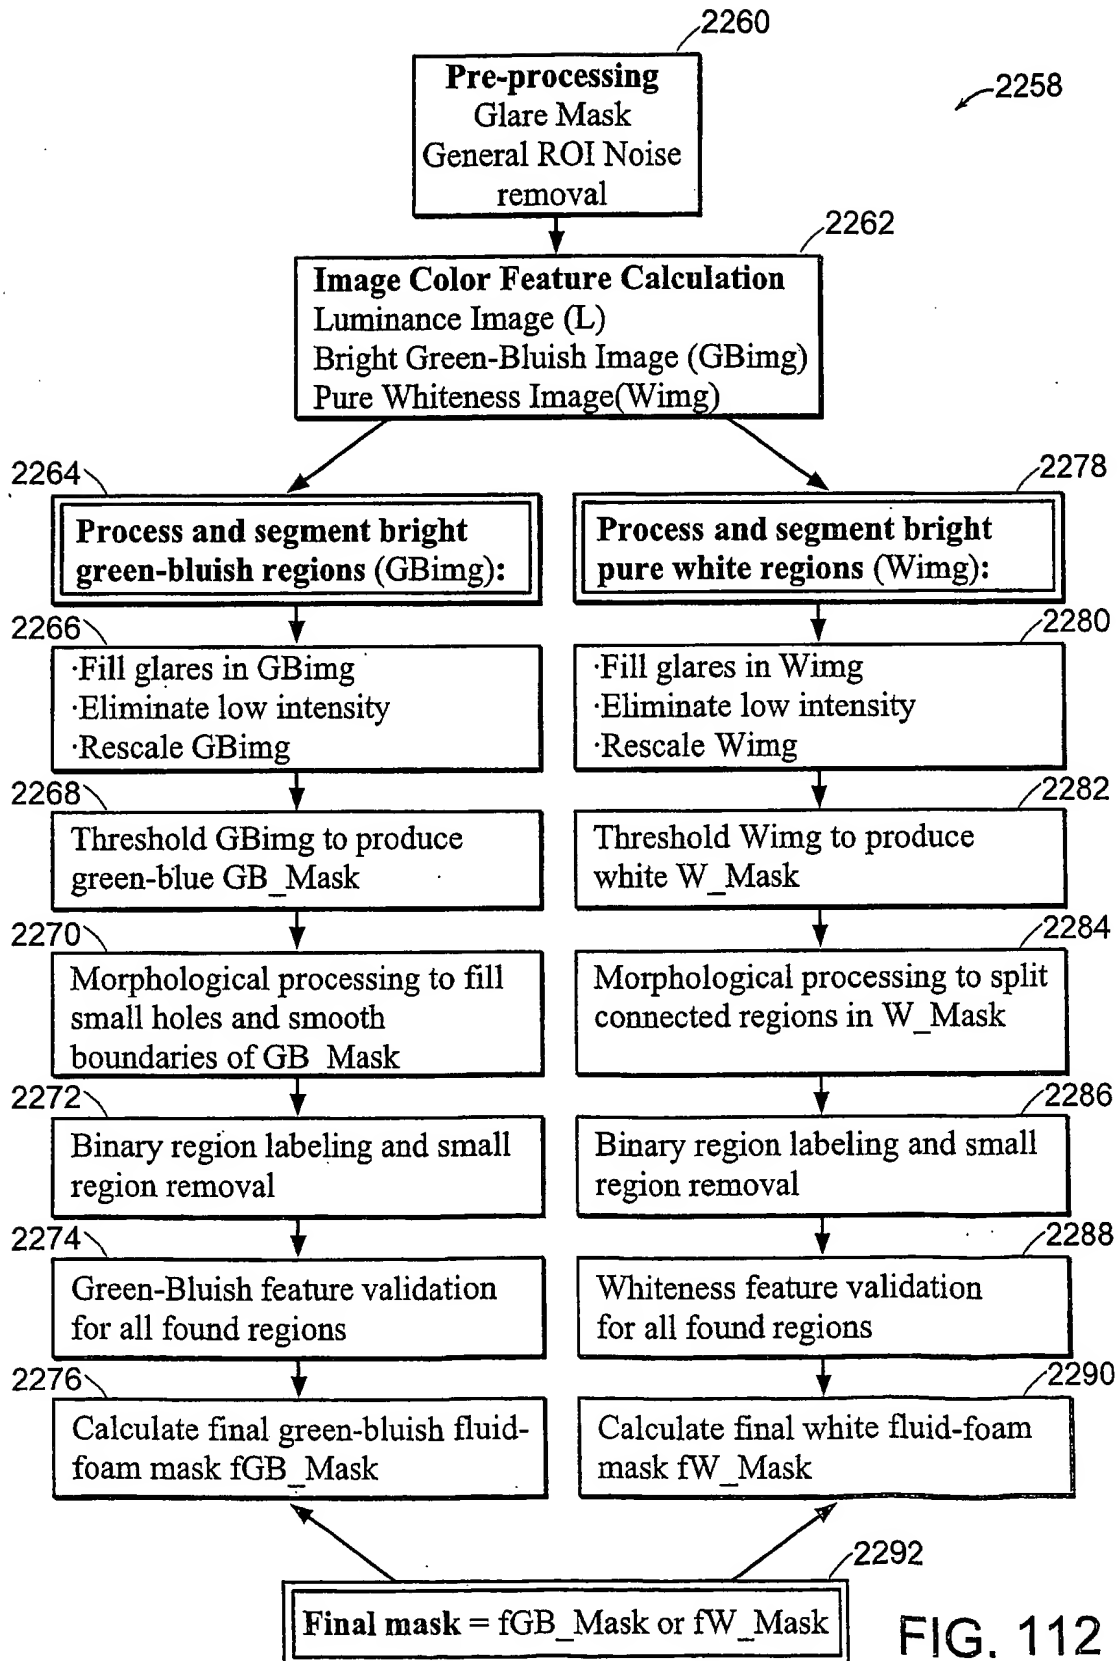 2260
Pre-processing
Glare Mask
General ROI Noise
removal
2258
2262
Image Color Feature Calculation
Luminance Image (L)
Bright Green-Bluish Image (GBimg)
Pure Whiteness Image(Wimg)
2264
Process and segment bright
green-bluish regions (GBimg):
2266
·Fill glares in GBimg
·Eliminate low intensity
·Rescale GBimg
2268
Threshold GBimg to produce
green-blue GB_Mask
2270
Morphological processing to fill
small holes and smooth
boundaries of GB_Mask
2272
Binary region labeling and small
region removal
2274
Green-Bluish feature validation
for all found regions
2276
Calculate final green-bluish fluid-
foam mask fGB_Mask
2278
Process and segment bright
pure white regions (Wimg):
2280
·Fill glares in Wimg
·Eliminate low intensity
·Rescale Wimg
2282
Threshold Wimg to produce
white W_Mask
2284
Morphological processing to split
connected regions in W_Mask
2286
Binary region labeling and small
region removal
2288
Whiteness feature validation
for all found regions
2290
Calculate final white fluid-foam
mask fW_Mask
2292
Final mask = fGB_Mask or fW_Mask
FIG. 112